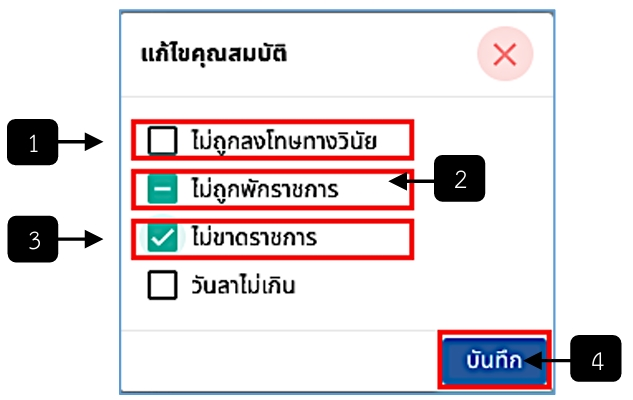 แก้ไขคุณสมบัติ
1
ไม่ถูกลงโทษทางวินัย
ไม่ถูกพักราชการ
2
3
ไม่ขาดราชการ
วันลาไม่เกิน
บันทึก
4